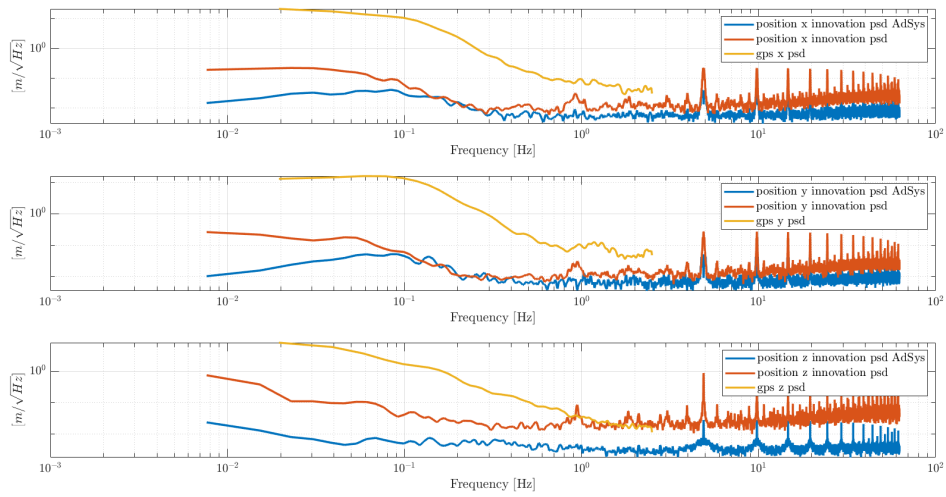 [m/√Hz]
10^0
position x innovation psd AdSys
position x innovation psd
gps x psd
10^-3 10^-2 10^-1 10^0 10^1 10^2
Frequency [Hz]
[m/√Hz]
10^0
position y innovation psd AdSys
position y innovation psd
gps y psd
10^-3 10^-2 10^-1 10^0 10^1 10^2
Frequency [Hz]
[m/√Hz]
10^0
position z innovation psd AdSys
position z innovation psd
gps z psd
10^-3 10^-2 10^-1 10^0 10^1 10^2
Frequency [Hz]